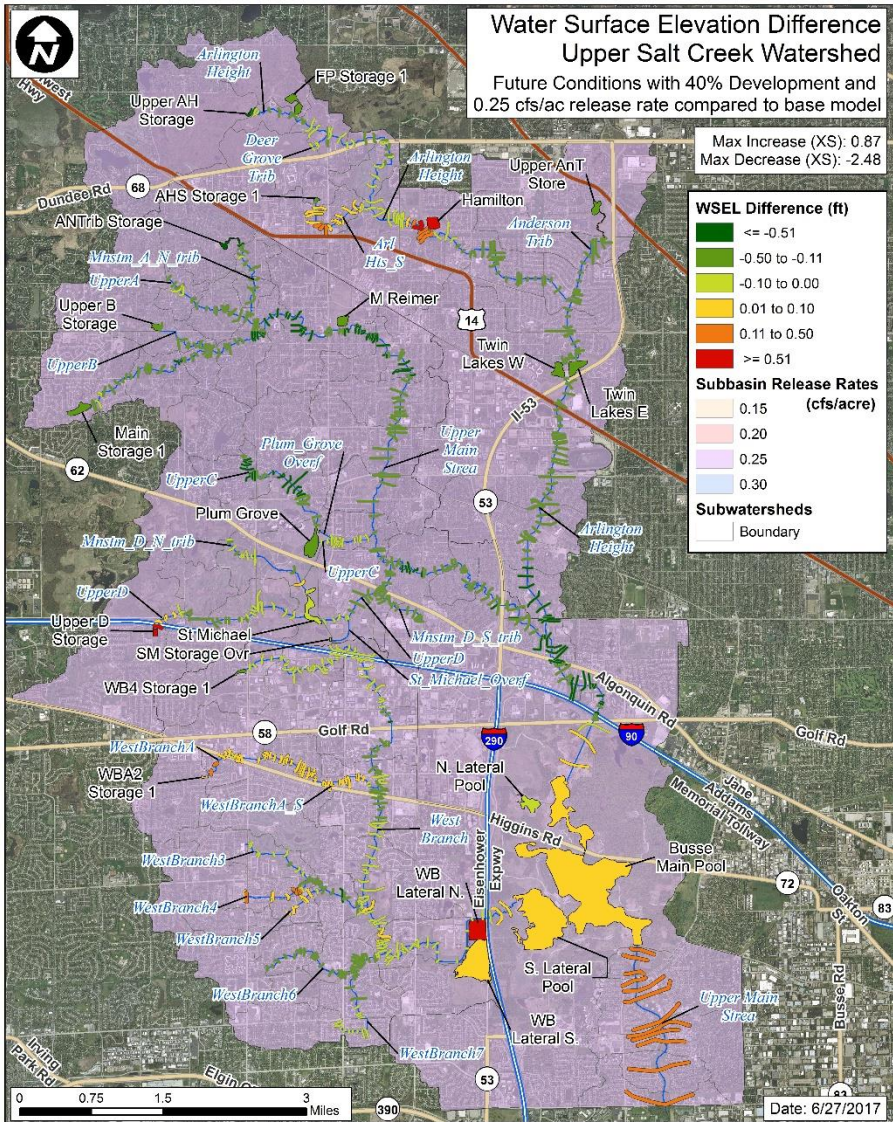 Water Surface Elevation Difference
Upper Salt Creek Watershed
Future Conditions with 40% Development and
0.25 cfs/ac release rate compared to base model
Max Increase (XS): 0.87
Max Decrease (XS): -2.48
WSEL Difference (ft)
<= -0.51
-0.50 to -0.11
-0.10 to 0.00
0.01 to 0.10
0.11 to 0.50
>= 0.51
Subbasin Release Rates
(cfs/acre)
0.15
0.20
0.25
0.30
Subwatersheds
Boundary
N
Hwy
Arlington
Height
FP Storage 1
Upper AH
Storage
Deer
Grove
Trib
Dundee Rd
68
AHS Storage 1
Arlington
Height
Hamilton
Upper AnT
Store
Anderson
Trib
ANTrib Storage
Arl
Hts_S
Mnstm_A_N_trib
UpperA
Upper B
Storage
M Reimer
14
UpperB
Twin
Lakes W
Twin
Lakes E
Il-53
Main
Storage 1
62
Plum_Grove
Overf
UpperC
Upper
Main
Strea
53
Plum Grove
Arlington
Height
Mnstm_D_N_trib
UpperC
UpperD
Upper D
Storage
St Michael
SM Storage Ovr
Mnstm_D_S_trib
UpperD
St_Michael_Overf
WB4 Storage 1
Algonquin Rd
Golf Rd
58
290
90
Golf Rd
WestBranchA
WBA2
Storage 1
WestBranchA_S
N. Lateral
Pool
Jane
Addams
Memorial Tollway
West
Branch
Higgins Rd
Busse
Main Pool
WestBranch3
Eisenhower
Expwy
72
83
Oakton
St
WB
Lateral N.
WestBranch4
WestBranch5
S. Lateral
Pool
WestBranch6
Upper Main
Strea
Busse Rd
WB
Lateral S.
WestBranch7
Irving
Park Rd
Elgin
53
83
390
0 0.75 1.5 3
Miles
Date: 6/27/2017